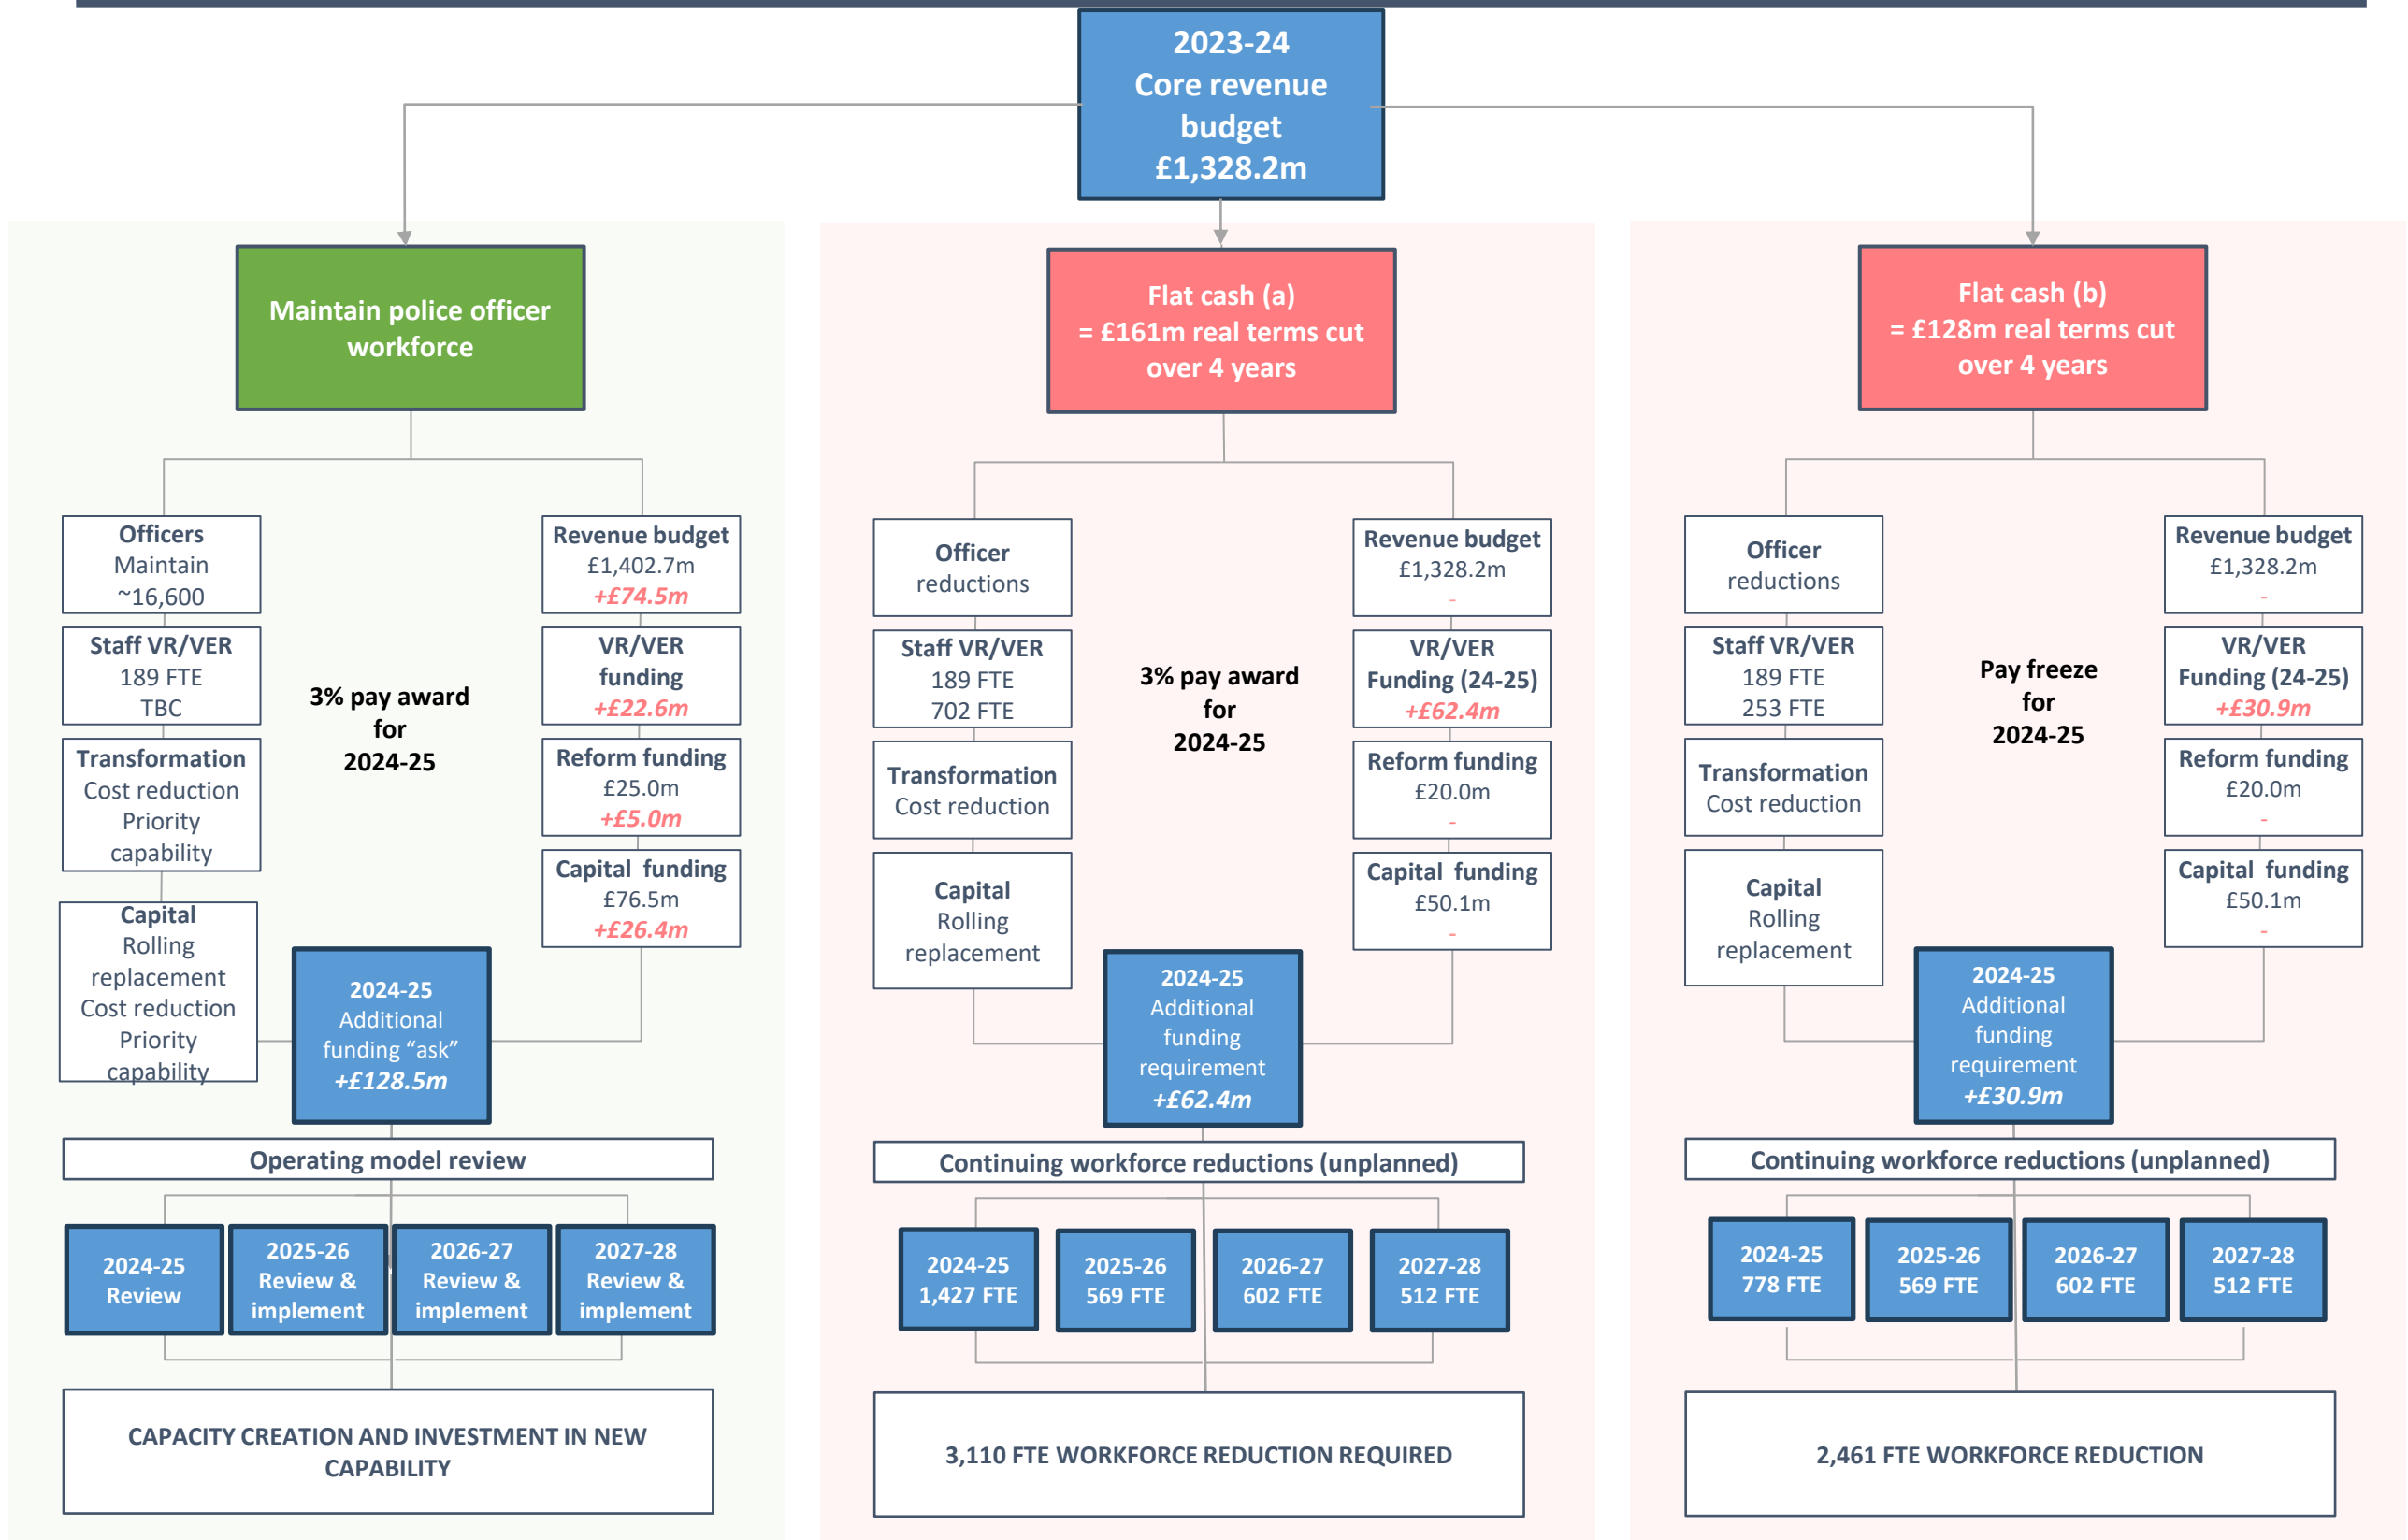 2023-24
Core revenue
budget
£1,328.2m
Maintain police officer
workforce
Officers
Maintain
~16,600
Staff VR/VER
189 FTE
TBC
Transformation
Cost reduction
Priority
capability
Capital
Rolling
replacement
Cost reduction
Priority
capability
3% pay award
for
2024-25
Revenue budget
£1,402.7m
+£74.5m
VR/VER
funding
+£22.6m
Reform funding
£25.0m
+£5.0m
Capital funding
£76.5m
+£26.4m
2024-25
Additional
funding “ask”
+£128.5m
Operating model review
2024-25
Review
2025-26
Review &
implement
2026-27
Review &
implement
2027-28
Review &
implement
CAPACITY CREATION AND INVESTMENT IN NEW
CAPABILITY
Flat cash (a)
= £161m real terms cut
over 4 years
Officer
reductions
Staff VR/VER
189 FTE
702 FTE
Transformation
Cost reduction
Capital
Rolling
replacement
3% pay award
for
2024-25
Revenue budget
£1,328.2m
-
VR/VER
Funding (24-25)
+£62.4m
Reform funding
£20.0m
-
Capital funding
£50.1m
-
2024-25
Additional
funding
requirement
+£62.4m
Continuing workforce reductions (unplanned)
2024-25
1,427 FTE
2025-26
569 FTE
2026-27
602 FTE
2027-28
512 FTE
3,110 FTE WORKFORCE REDUCTION REQUIRED
Flat cash (b)
= £128m real terms cut
over 4 years
Officer
reductions
Staff VR/VER
189 FTE
253 FTE
Transformation
Cost reduction
Capital
Rolling
replacement
Pay freeze
for
2024-25
Revenue budget
£1,328.2m
-
VR/VER
Funding (24-25)
+£30.9m
Reform funding
£20.0m
-
Capital funding
£50.1m
-
2024-25
Additional
funding
requirement
+£30.9m
Continuing workforce reductions (unplanned)
2024-25
778 FTE
2025-26
569 FTE
2026-27
602 FTE
2027-28
512 FTE
2,461 FTE WORKFORCE REDUCTION